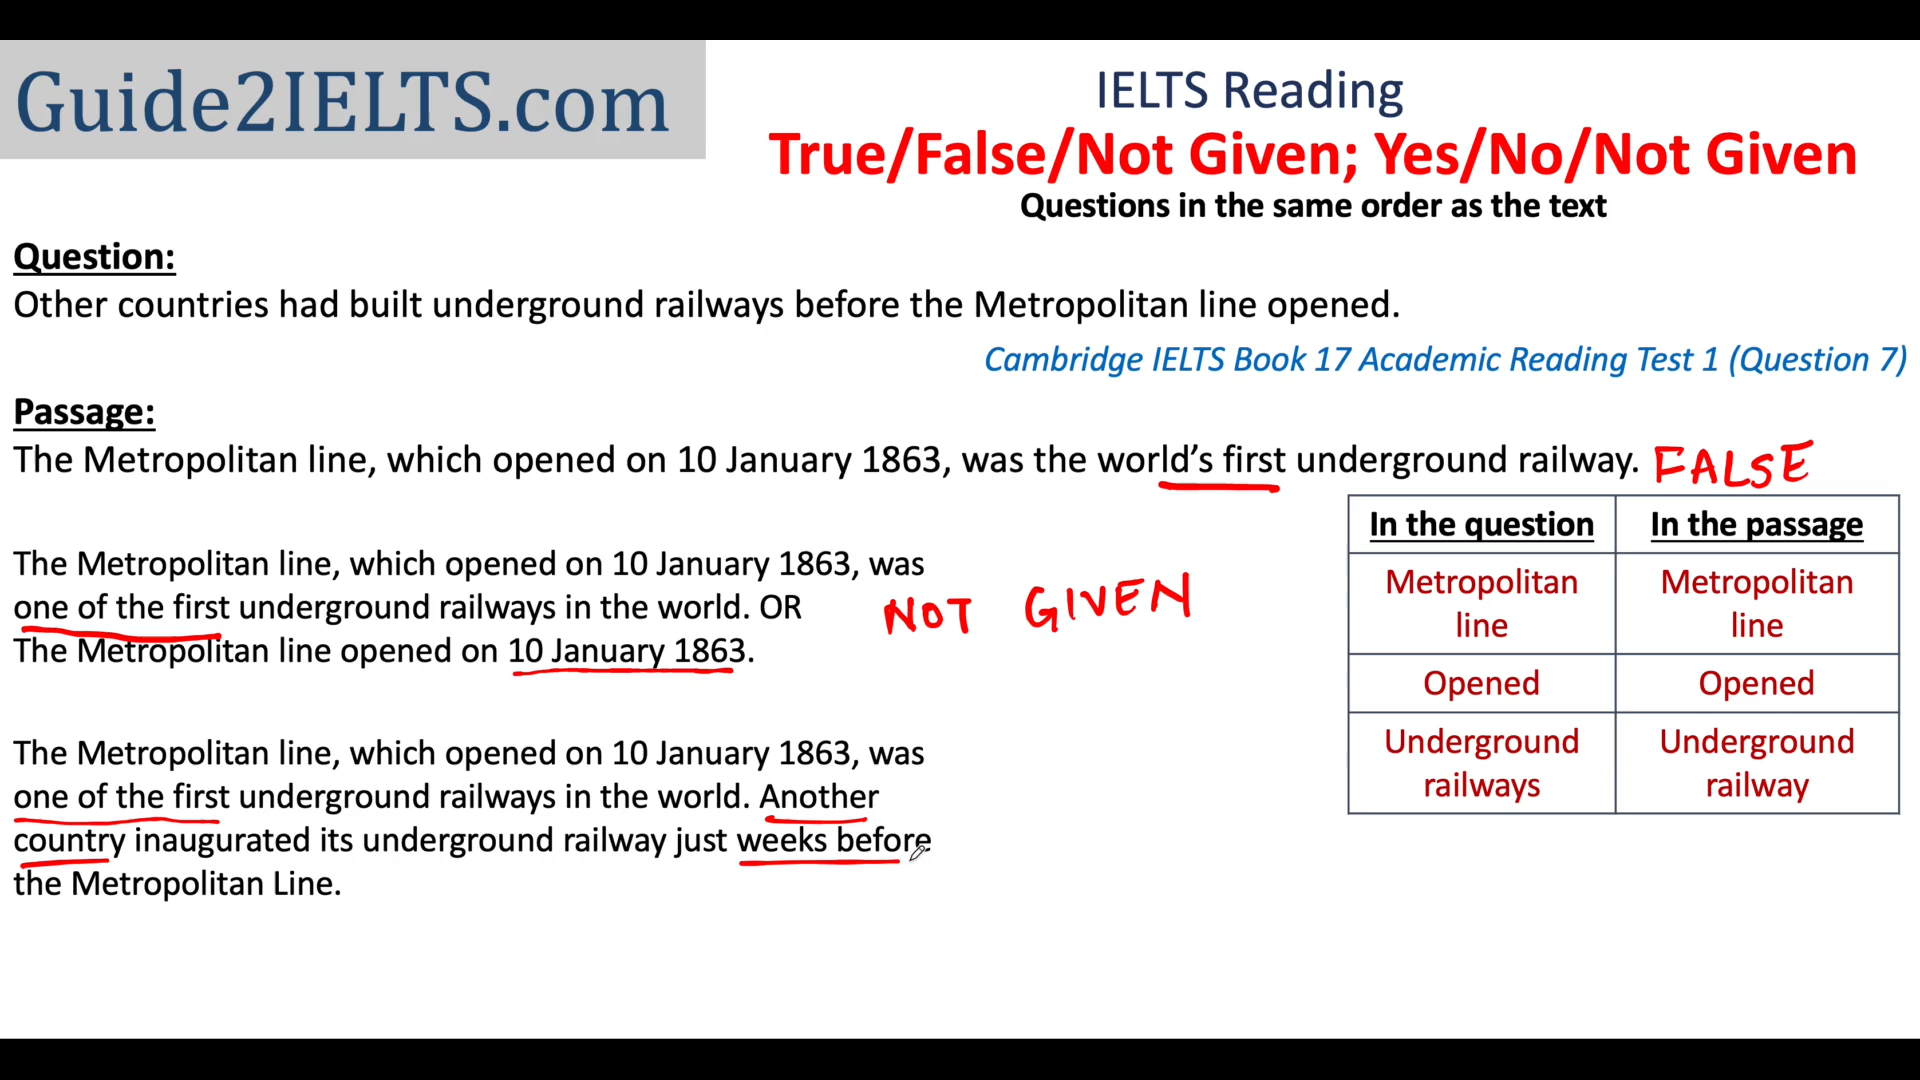 Guide2IELTS.com
IELTS Reading
True/False/Not Given; Yes/No/Not Given
Questions in the same order as the text
Question:
Other countries had built underground railways before the Metropolitan line opened.
Cambridge IELTS Book 17 Academic Reading Test 1 (Question 7)
Passage:
The Metropolitan line, which opened on 10 January 1863, was the world's first underground railway. FALSE
The Metropolitan line, which opened on 10 January 1863, was
one of the first underground railways in the world. OR
The Metropolitan line opened on 10 January 1863.
NOT GIVEN
The Metropolitan line, which opened on 10 January 1863, was
one of the first underground railways in the world. Another
country inaugurated its underground railway just weeks before
the Metropolitan Line.
In the question In the passage
Metropolitan line Metropolitan line
Opened Opened
Underground railways Underground railway